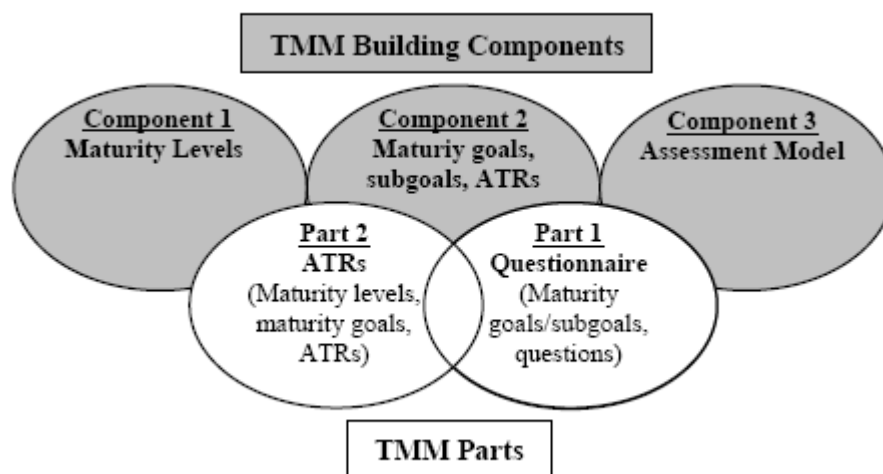 TMM Building Components
Component 1
Maturity Levels
Component 2
Maturiy goals,
subgoals, ATRs
Component 3
Assessment Model
Part 2
ATRs
(Maturity levels,
maturity goals,
ATRs)
Part 1
Questionnaire
(Maturity
goals/subgoals,
questions)
TMM Parts